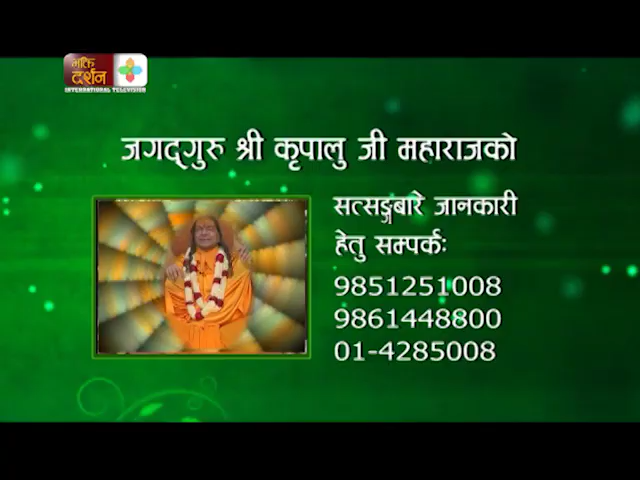 भक्ति
दर्शन
INTERNATIONAL TELEVISION
जगद्गुरु श्री कृपालु जी महाराजको
सत्सङ्गबारे जानकारी
हेतु सम्पर्कः
9851251008
9861448800
01-4285008